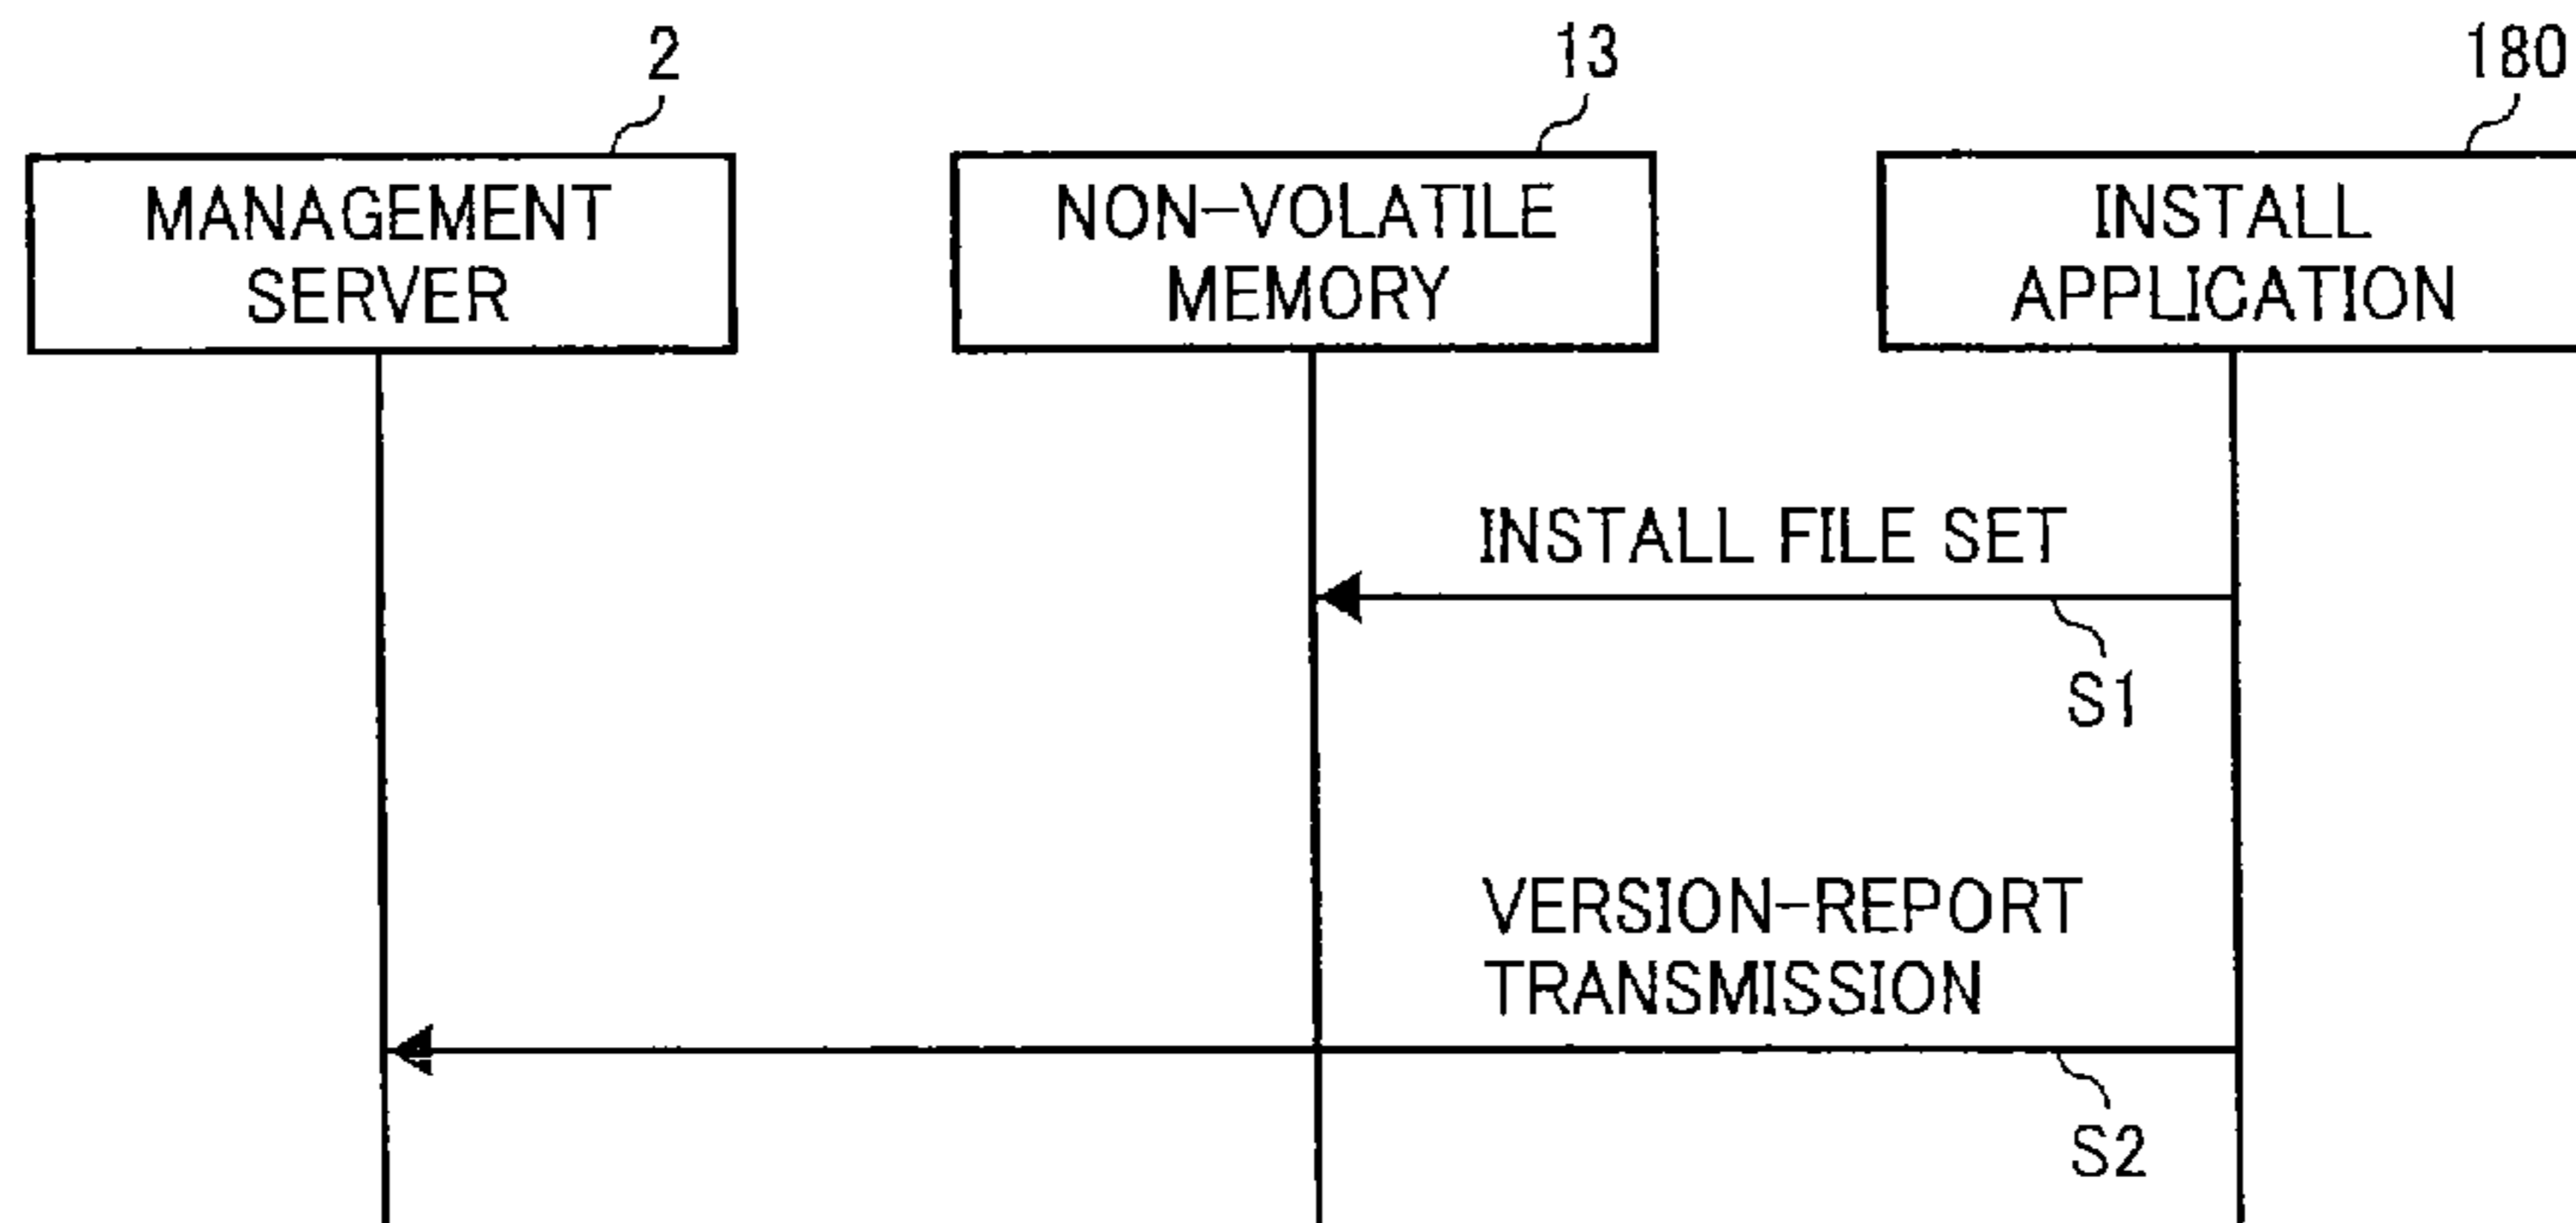 2
13
180
MANAGEMENT
SERVER
NON-VOLATILE
MEMORY
INSTALL
APPLICATION
INSTALL FILE SET
S1
VERSION-REPORT
TRANSMISSION
S2